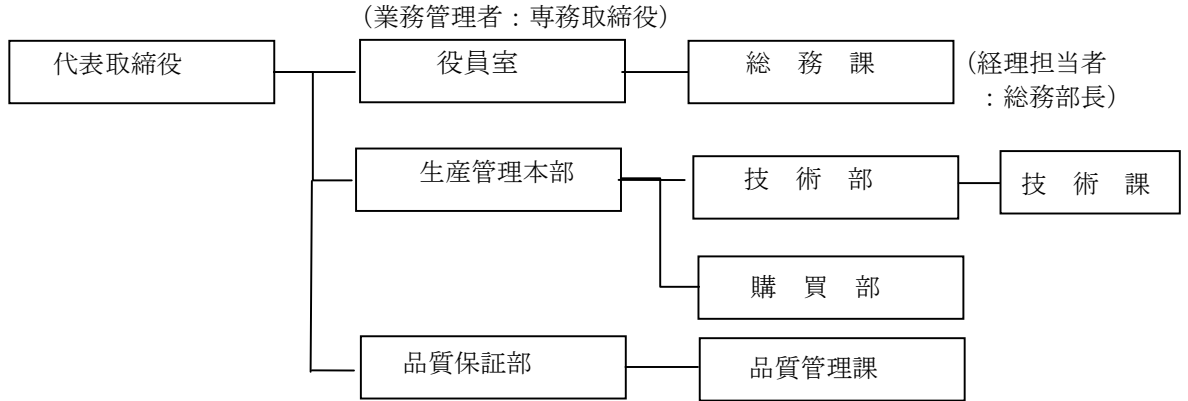 (業務管理者：専務取締役)
代表取締役
役員室
総　務　課
(経理担当者
：総務部長)
生産管理本部
技　術　部
技　術　課
購　買　部
品質保証部
品質管理課